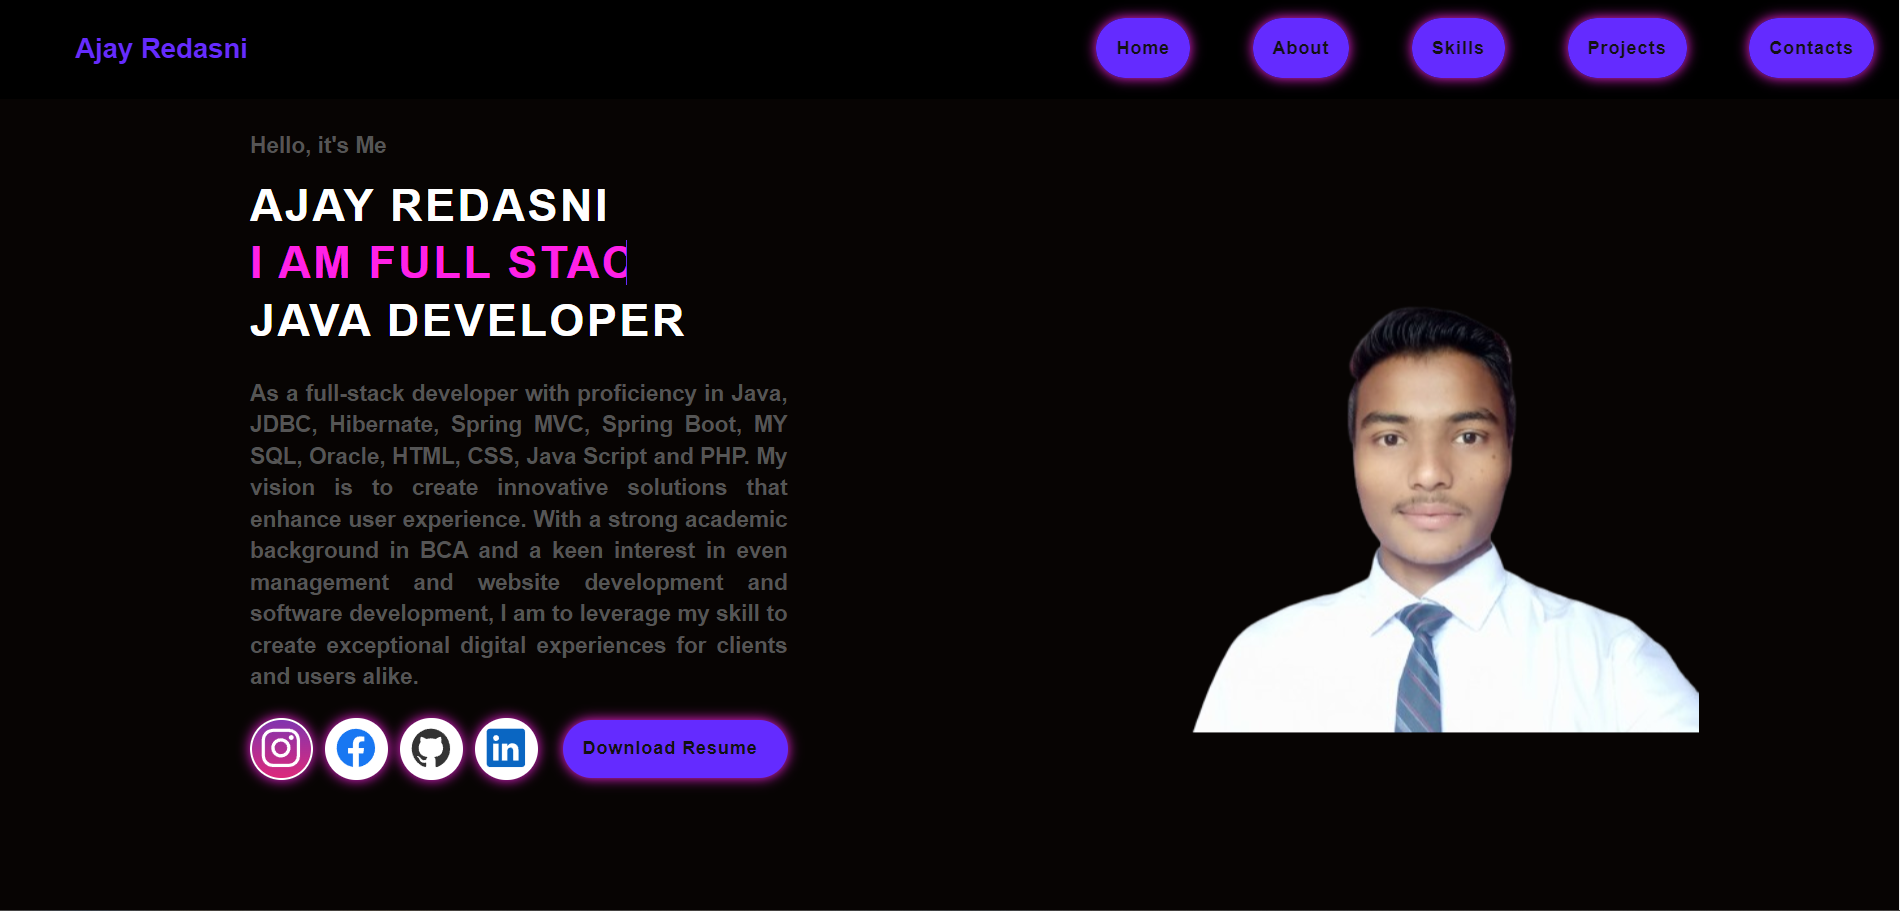 Ajay Redasni
Home
About
Skills
Projects
Contacts
Hello, it's Me
AJAY REDASNI
I AM FULL STAC
JAVA DEVELOPER
As a full-stack developer with proficiency in Java,
JDBC, Hibernate, Spring MVC, Spring Boot, MY
SQL, Oracle, HTML, CSS, Java Script and PHP. My
vision is to create innovative solutions that
enhance user experience. With a strong academic
background in BCA and a keen interest in even
management and website development and
software development, I am to leverage my skill to
create exceptional digital experiences for clients
and users alike.
in
Download Resume